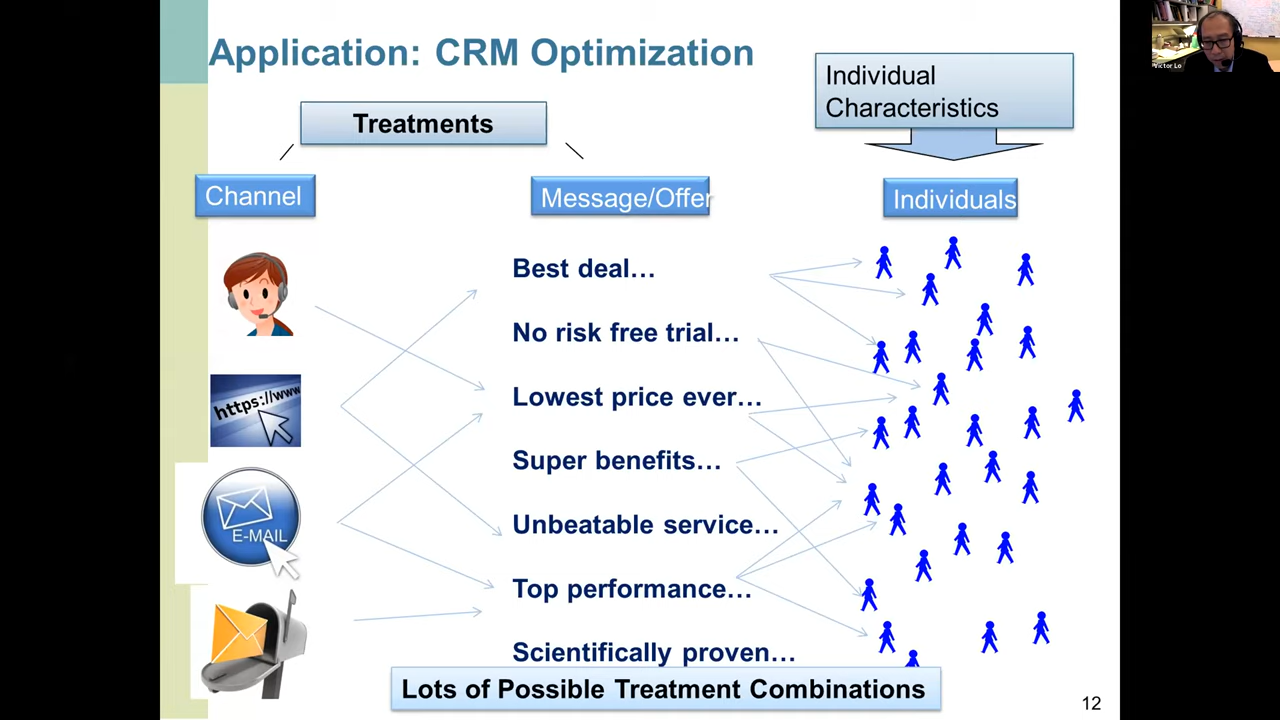 Application: CRM Optimization
Victor Lo
Individual
Characteristics
Treatments
Channel
Message/Offer
Individuals
Best deal…
No risk free trial…
Lowest price ever…
https://www
Super benefits…
Unbeatable service…
E-MAIL
Top performance…
Scientifically proven…
Lots of Possible Treatment Combinations
12